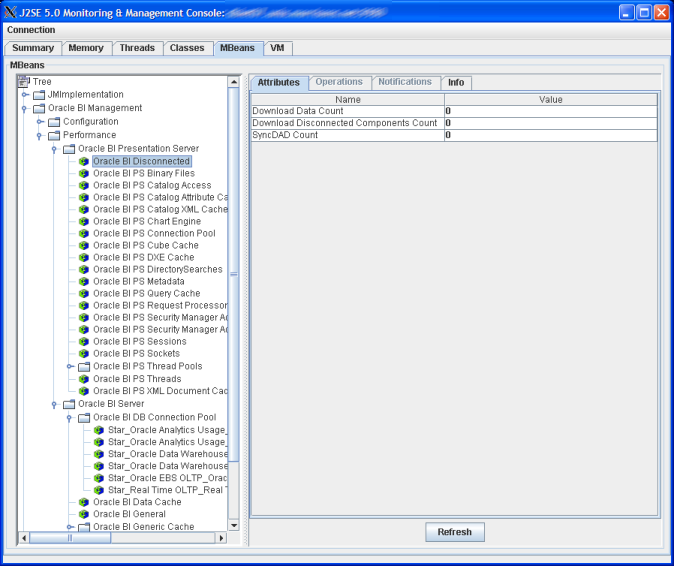 J2SE 5.0 Monitoring & Management Console:
Connection
Summary Memory Threads Classes MBeans VM
MBeans
Tree
JMImplementation
Oracle BI Management
Configuration
Performance
Oracle BI Presentation Server
Oracle BI Disconnected
Oracle BI PS Binary Files
Oracle BI PS Catalog Access
Oracle BI PS Catalog Attribute Ca
Oracle BI PS Catalog XML Cache
Oracle BI PS Chart Engine
Oracle BI PS Connection Pool
Oracle BI PS Cube Cache
Oracle BI PS DXE Cache
Oracle BI PS DirectorySearches
Oracle BI PS Metadata
Oracle BI PS Query Cache
Oracle BI PS Request Processor
Oracle BI PS Security Manager Ac
Oracle BI PS Security Manager Ac
Oracle BI PS Sessions
Oracle BI PS Sockets
Oracle BI PS Thread Pools
Oracle BI PS Threads
Oracle BI PS XML Document Cac
Oracle BI Server
Oracle BI DB Connection Pool
Star_Oracle Analytics Usage_
Star_Oracle Analytics Usage_
Star_Oracle Data Warehouse
Star_Oracle Data Warehouse
Star_Oracle EBS OLTP_Orac
Star_Real Time OLTP_Real T
Oracle BI Data Cache
Oracle BI General
Oracle BI Generic Cache
Attributes Operations Notifications Info
Name Value
Download Data Count 0
Download Disconnected Components Count 0
SyncDAD Count 0
Refresh